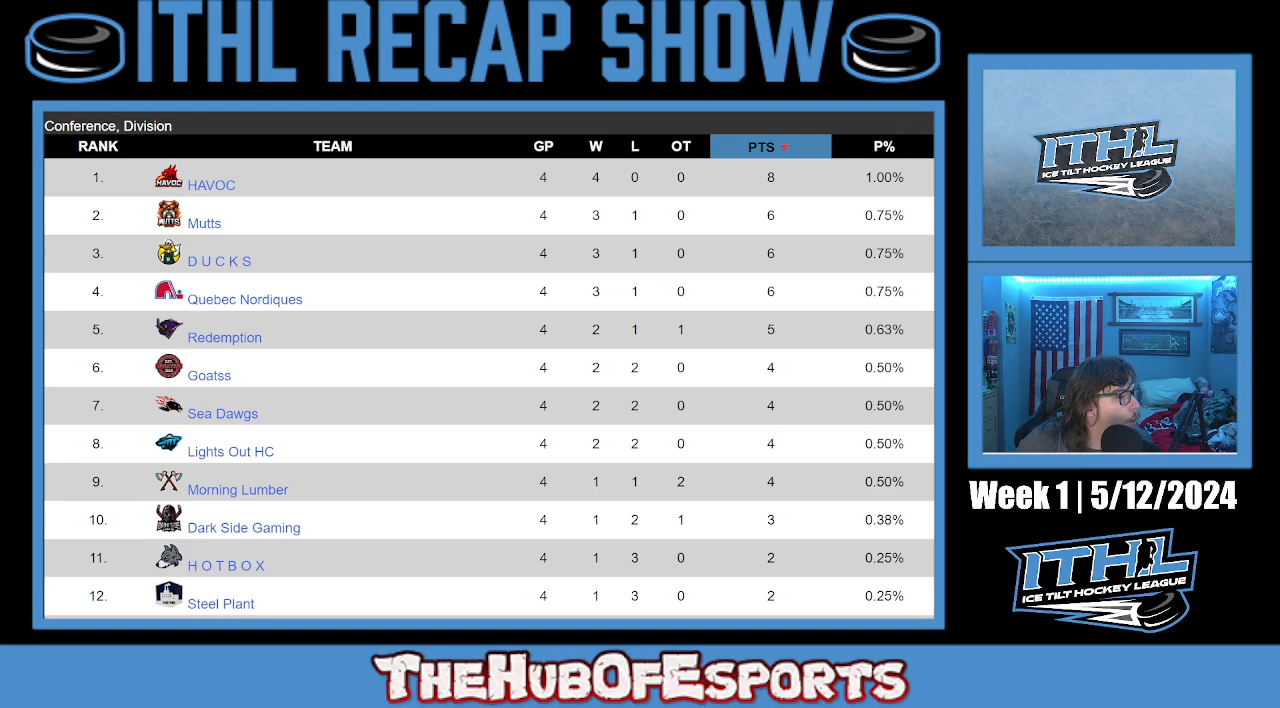 ITHL RECAP SHOW
Conference, Division
RANK TEAM GP W L OT PTS P%
1. HAVOC HAVOC 4 4 0 0 8 1.00%
2. MUTTS Mutts 4 3 1 0 6 0.75%
3. D U C K S 4 3 1 0 6 0.75%
4. Quebec Nordiques 4 3 1 0 6 0.75%
5. Redemption 4 2 1 1 5 0.63%
6. Goatss 4 2 2 0 4 0.50%
7. Sea Dawgs 4 2 2 0 4 0.50%
8. Lights Out HC 4 2 2 0 4 0.50%
9. Morning Lumber 4 1 1 2 4 0.50%
10. Dark Side Gaming 4 1 2 1 3 0.38%
11. H O T B O X 4 1 3 0 2 0.25%
12. Steel Plant 4 1 3 0 2 0.25%
ITHL
ICE TILT HOCKEY LEAGUE
Week 1 | 5/12/2024
ITHL
ICE TILT HOCKEY LEAGUE
THEHUBOFESPORTS